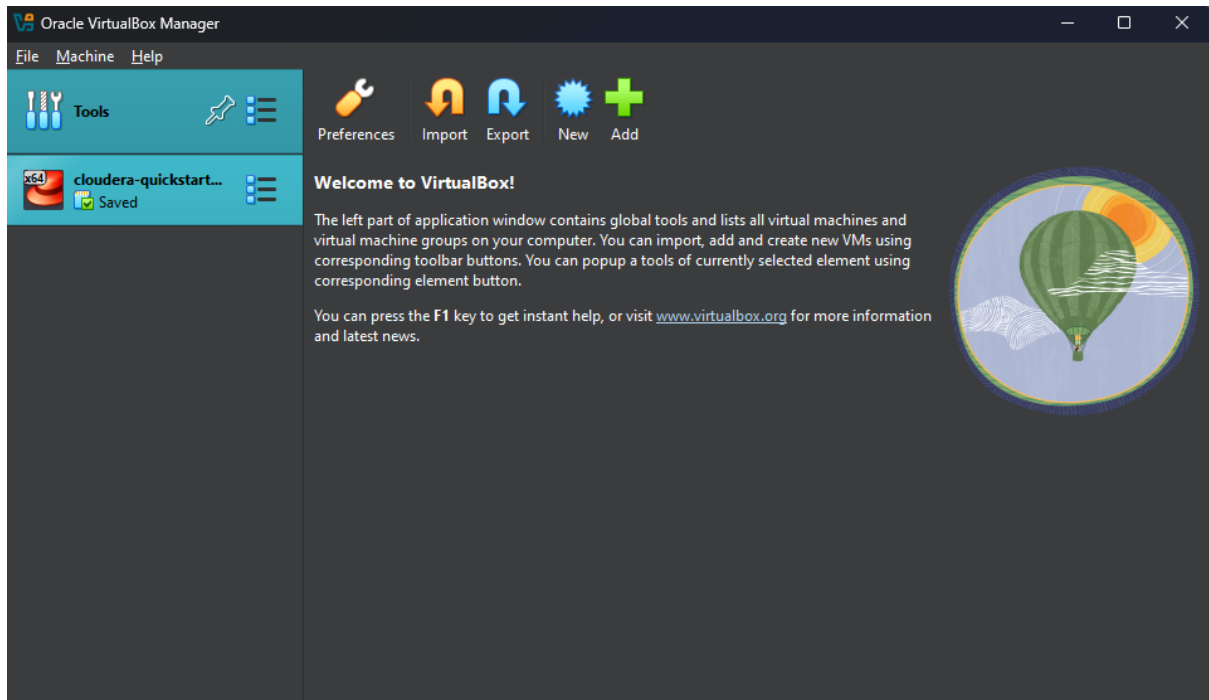 Oracle VirtualBox Manager
File Machine Help
Tools
Preferences Import Export New Add
x64
cloudera-quickstart...
Saved
Welcome to VirtualBox!
The left part of application window contains global tools and lists all virtual machines and
virtual machine groups on your computer. You can import, add and create new VMs using
corresponding toolbar buttons. You can popup a tools of currently selected element using
corresponding element button.
You can press the F1 key to get instant help, or visit www.virtualbox.org for more information
and latest news.